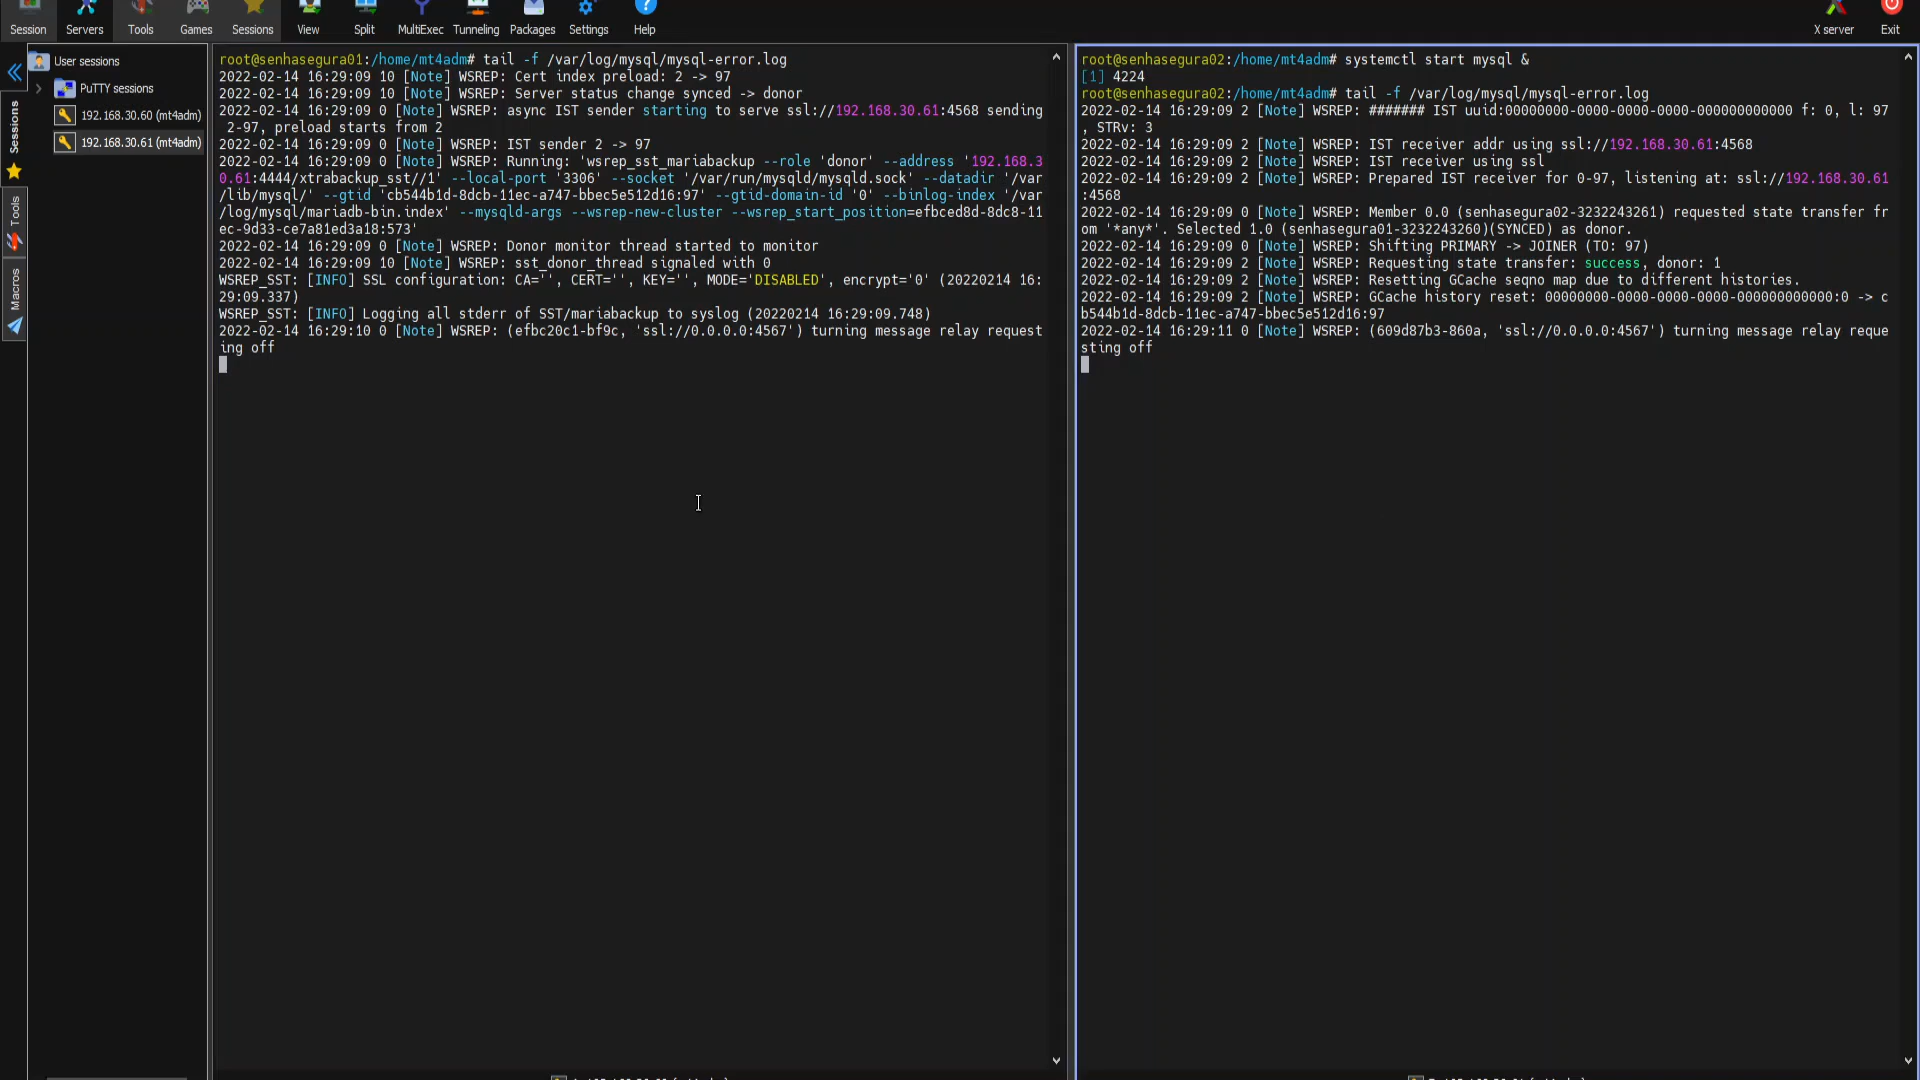 Session Servers Tools Games Sessions View Split MultiExec Tunneling Packages Settings Help X server Exit
Sessions
Tools
Macros
User sessions
PuTTY sessions
192.168.30.60 (mt4adm)
192.168.30.61 (mt4adm)
root@senhasegura01:/home/mt4adm# tail -f /var/log/mysql/mysql-error.log
2022-02-14 16:29:09 10 [Note] WSREP: Cert index preload: 2 -> 97
2022-02-14 16:29:09 10 [Note] WSREP: Server status change synced -> donor
2022-02-14 16:29:09 0 [Note] WSREP: async IST sender starting to serve ssl://192.168.30.61:4568 sending
 2-97, preload starts from 2
2022-02-14 16:29:09 0 [Note] WSREP: IST sender 2 -> 97
2022-02-14 16:29:09 0 [Note] WSREP: Running: 'wsrep_sst_mariabackup --role 'donor' --address '192.168.3
0.61:4444/xtrabackup_sst//1' --local-port '3306' --socket '/var/run/mysqld/mysqld.sock' --datadir '/var
/lib/mysql/' --gtid 'cb544b1d-8dcb-11ec-a747-bbec5e512d16:97' --gtid-domain-id '0' --binlog-index '/var
/log/mysql/mariadb-bin.index' --mysqld-args --wsrep-new-cluster --wsrep_start_position=efbced8d-8dc8-11
ec-9d33-ce7a81ed3a18:573'
2022-02-14 16:29:09 0 [Note] WSREP: Donor monitor thread started to monitor
2022-02-14 16:29:09 10 [Note] WSREP: sst_donor_thread signaled with 0
WSREP_SST: [INFO] SSL configuration: CA='', CERT='', KEY='', MODE='DISABLED', encrypt='0' (20220214 16:
29:09.337)
WSREP_SST: [INFO] Logging all stderr of SST/mariabackup to syslog (20220214 16:29:09.748)
2022-02-14 16:29:10 0 [Note] WSREP: (efbc20c1-bf9c, 'ssl://0.0.0.0:4567') turning message relay request
ing off
root@senhasegura02:/home/mt4adm# systemctl start mysql &
[1] 4224
root@senhasegura02:/home/mt4adm# tail -f /var/log/mysql/mysql-error.log
2022-02-14 16:29:09 2 [Note] WSREP: ####### IST uuid:00000000-0000-0000-0000-000000000000 f: 0, l: 97
, STRv: 3
2022-02-14 16:29:09 2 [Note] WSREP: IST receiver addr using ssl://192.168.30.61:4568
2022-02-14 16:29:09 2 [Note] WSREP: IST receiver using ssl
2022-02-14 16:29:09 2 [Note] WSREP: Prepared IST receiver for 0-97, listening at: ssl://192.168.30.61
:4568
2022-02-14 16:29:09 0 [Note] WSREP: Member 0.0 (senhasegura02-3232243261) requested state transfer fr
om '*any*'. Selected 1.0 (senhasegura01-3232243260)(SYNCED) as donor.
2022-02-14 16:29:09 0 [Note] WSREP: Shifting PRIMARY -> JOINER (TO: 97)
2022-02-14 16:29:09 2 [Note] WSREP: Requesting state transfer: success, donor: 1
2022-02-14 16:29:09 2 [Note] WSREP: Resetting GCache seqno map due to different histories.
2022-02-14 16:29:09 2 [Note] WSREP: GCache history reset: 00000000-0000-0000-0000-000000000000:0 -> c
b544b1d-8dcb-11ec-a747-bbec5e512d16:97
2022-02-14 16:29:11 0 [Note] WSREP: (609d87b3-860a, 'ssl://0.0.0.0:4567') turning message relay reque
sting off